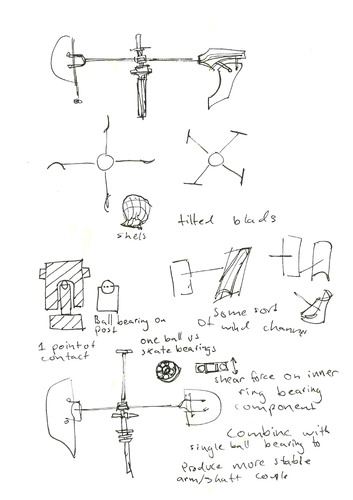 shels
tilted blads
Ball bearing on
post
1 point of
contact
one ball vs
skate bearings
Some sort
of wind changer
shear force on inner
ring bearing
component
Combine with
single ball bearing to
Produce more stable
arm/shaft couple